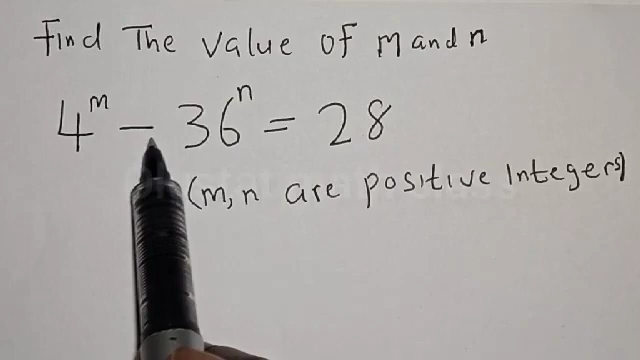 Find The value of m and n
4^m − 36^n = 28
(m, n are positive Integers)